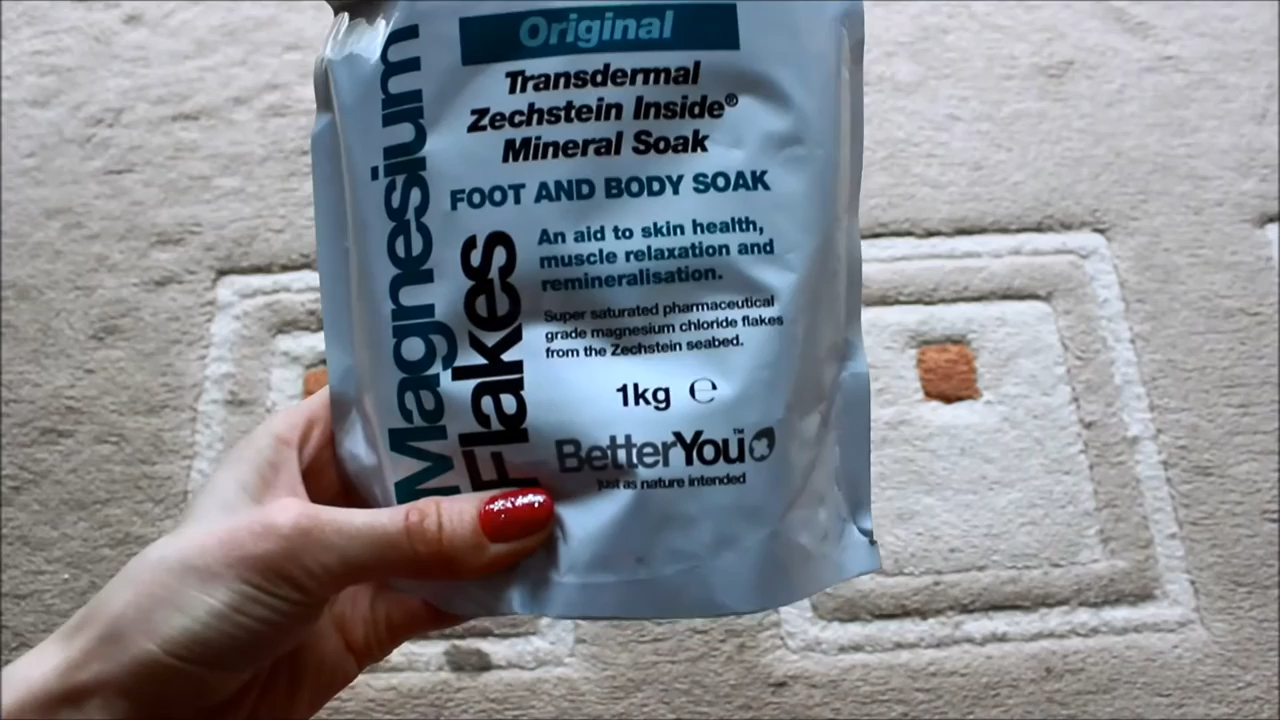 Original
Transdermal
Zechstein Inside®
Mineral Soak
FOOT AND BODY SOAK
Magnesium
Flakes
An aid to skin health,
muscle relaxation and
remineralisation.
Super saturated pharmaceutical
grade magnesium chloride flakes
from the Zechstein seabed.
1kg ℮
BetterYou™
just as nature intended